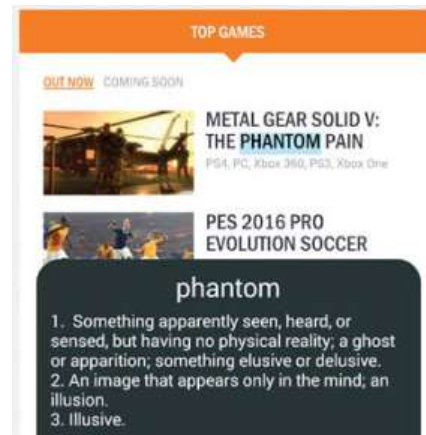 TOP GAMES
OUT NOW COMING SOON
METAL GEAR SOLID V:
THE PHANTOM PAIN
PS4, PC, Xbox 360, PS3, Xbox One
PES 2016 PRO
EVOLUTION SOCCER
phantom
1. Something apparently seen, heard, or
sensed, but having no physical reality; a ghost
or apparition; something elusive or delusive.
2. An image that appears only in the mind; an
illusion.
3. Illusive.